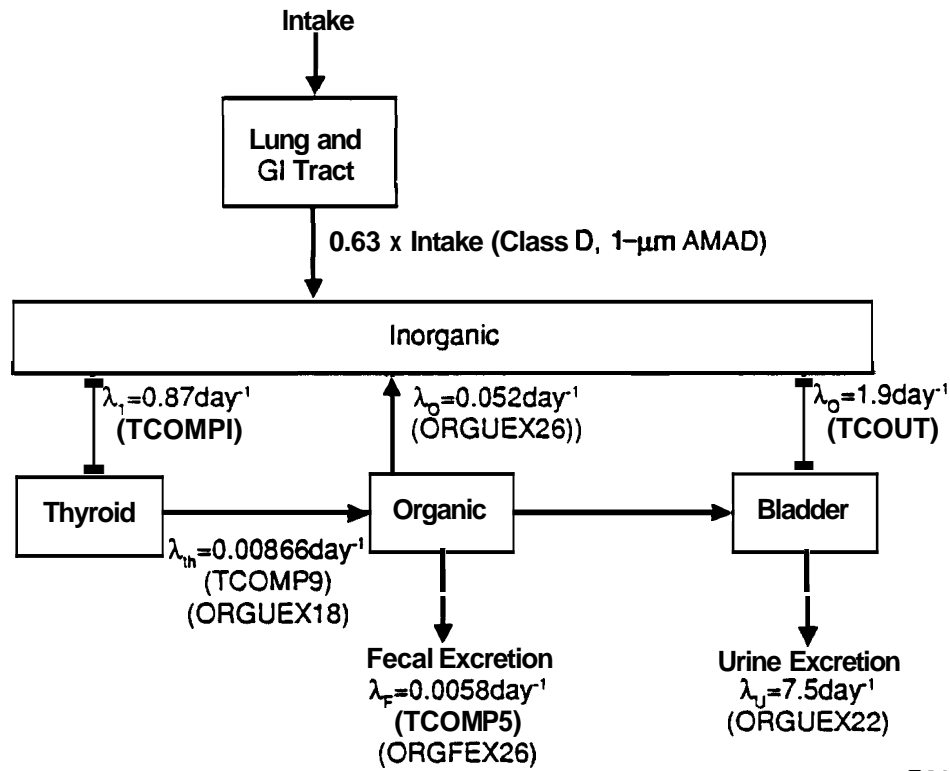 Intake
Lung and
GI Tract
0.63 x Intake (Class D, 1-μm AMAD)
Inorganic
λ₁=0.87day⁻¹
(TCOMPI)
λₒ=0.052day⁻¹
(ORGUEX26))
λₒ=1.9day⁻¹
(TCOUT)
Thyroid
Organic
Bladder
λₜₕ=0.00866day⁻¹
(TCOMP9)
(ORGUEX18)
Fecal Excretion
λF=0.0058day⁻¹
(TCOMP5)
(ORGFEX26)
Urine Excretion
λU=7.5day⁻¹
(ORGUEX22)